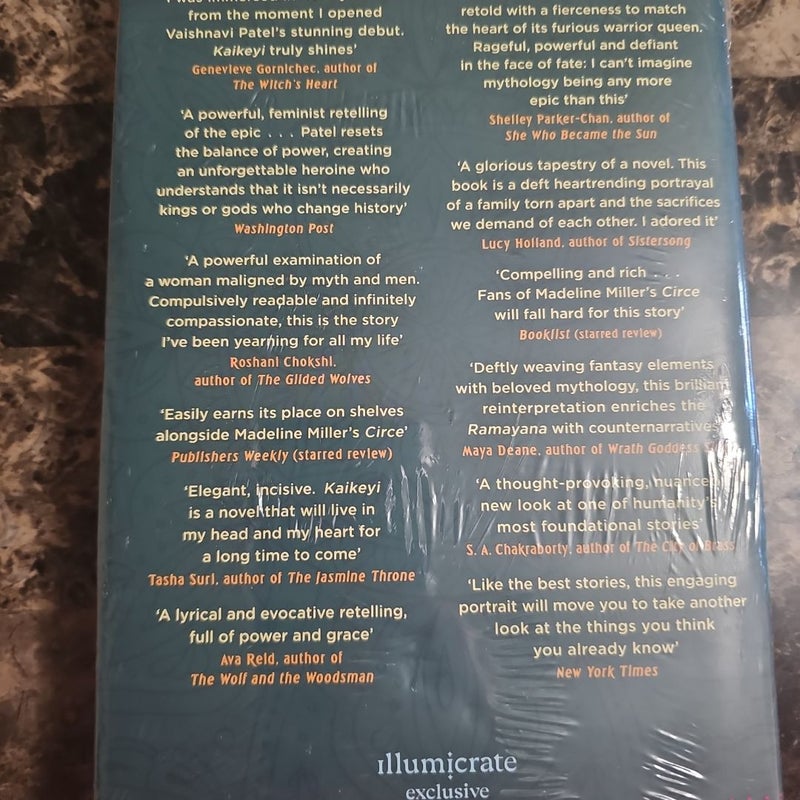 from the moment I opened
Vaishnavi Patel's stunning debut.
Kaikeyi truly shines'
Genevieve Gornichec, author of
The Witch's Heart
'A powerful, feminist retelling
of the epic . . . Patel resets
the balance of power, creating
an unforgettable heroine who
understands that it isn't necessarily
kings or gods who change history'
Washington Post
'A powerful examination of
a woman maligned by myth and men.
Compulsively readable and infinitely
compassionate, this is the story
I've been yearning for all my life'
Roshani Chokshi,
author of The Gilded Wolves
'Easily earns its place on shelves
alongside Madeline Miller's Circe'
Publishers Weekly (starred review)
'Elegant, incisive. Kaikeyi
is a novel that will live in
my head and my heart for
a long time to come'
Tasha Suri, author of The Jasmine Throne
'A lyrical and evocative retelling,
full of power and grace'
Ava Reid, author of
The Wolf and the Woodsman
retold with a fierceness to match
the heart of its furious warrior queen.
Rageful, powerful and defiant
in the face of fate: I can't imagine
mythology being any more
epic than this'
Shelley Parker-Chan, author of
She Who Became the Sun
'A glorious tapestry of a novel. This
book is a deft heartrending portrayal
of a family torn apart and the sacrifices
we demand of each other. I adored it'
Lucy Holland, author of Sistersong
'Compelling and rich . . .
Fans of Madeline Miller's Circe
will fall hard for this story'
Booklist (starred review)
'Deftly weaving fantasy elements
with beloved mythology, this brilliant
reinterpretation enriches the
Ramayana with counternarratives
Maya Deane, author of Wrath Goddess
'A thought-provoking, nuanced
new look at one of humanity's
most foundational stories'
S. A. Chakraborty, author of The City of Brass
'Like the best stories, this engaging
portrait will move you to take another
look at the things you think
you already know'
New York Times
illumicrate
exclusive